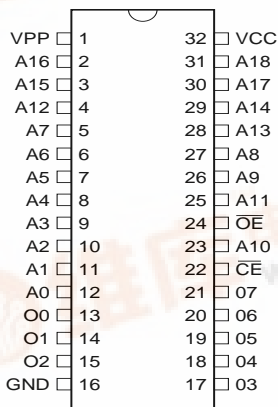 VPP 1 32 VCC
A16 2 31 A18
A15 3 30 A17
A12 4 29 A14
A7 5 28 A13
A6 6 27 A8
A5 7 26 A9
A4 8 25 A11
A3 9 24 OE
A2 10 23 A10
A1 11 22 CE
A0 12 21 07
O0 13 20 06
O1 14 19 05
O2 15 18 04
GND 16 17 03